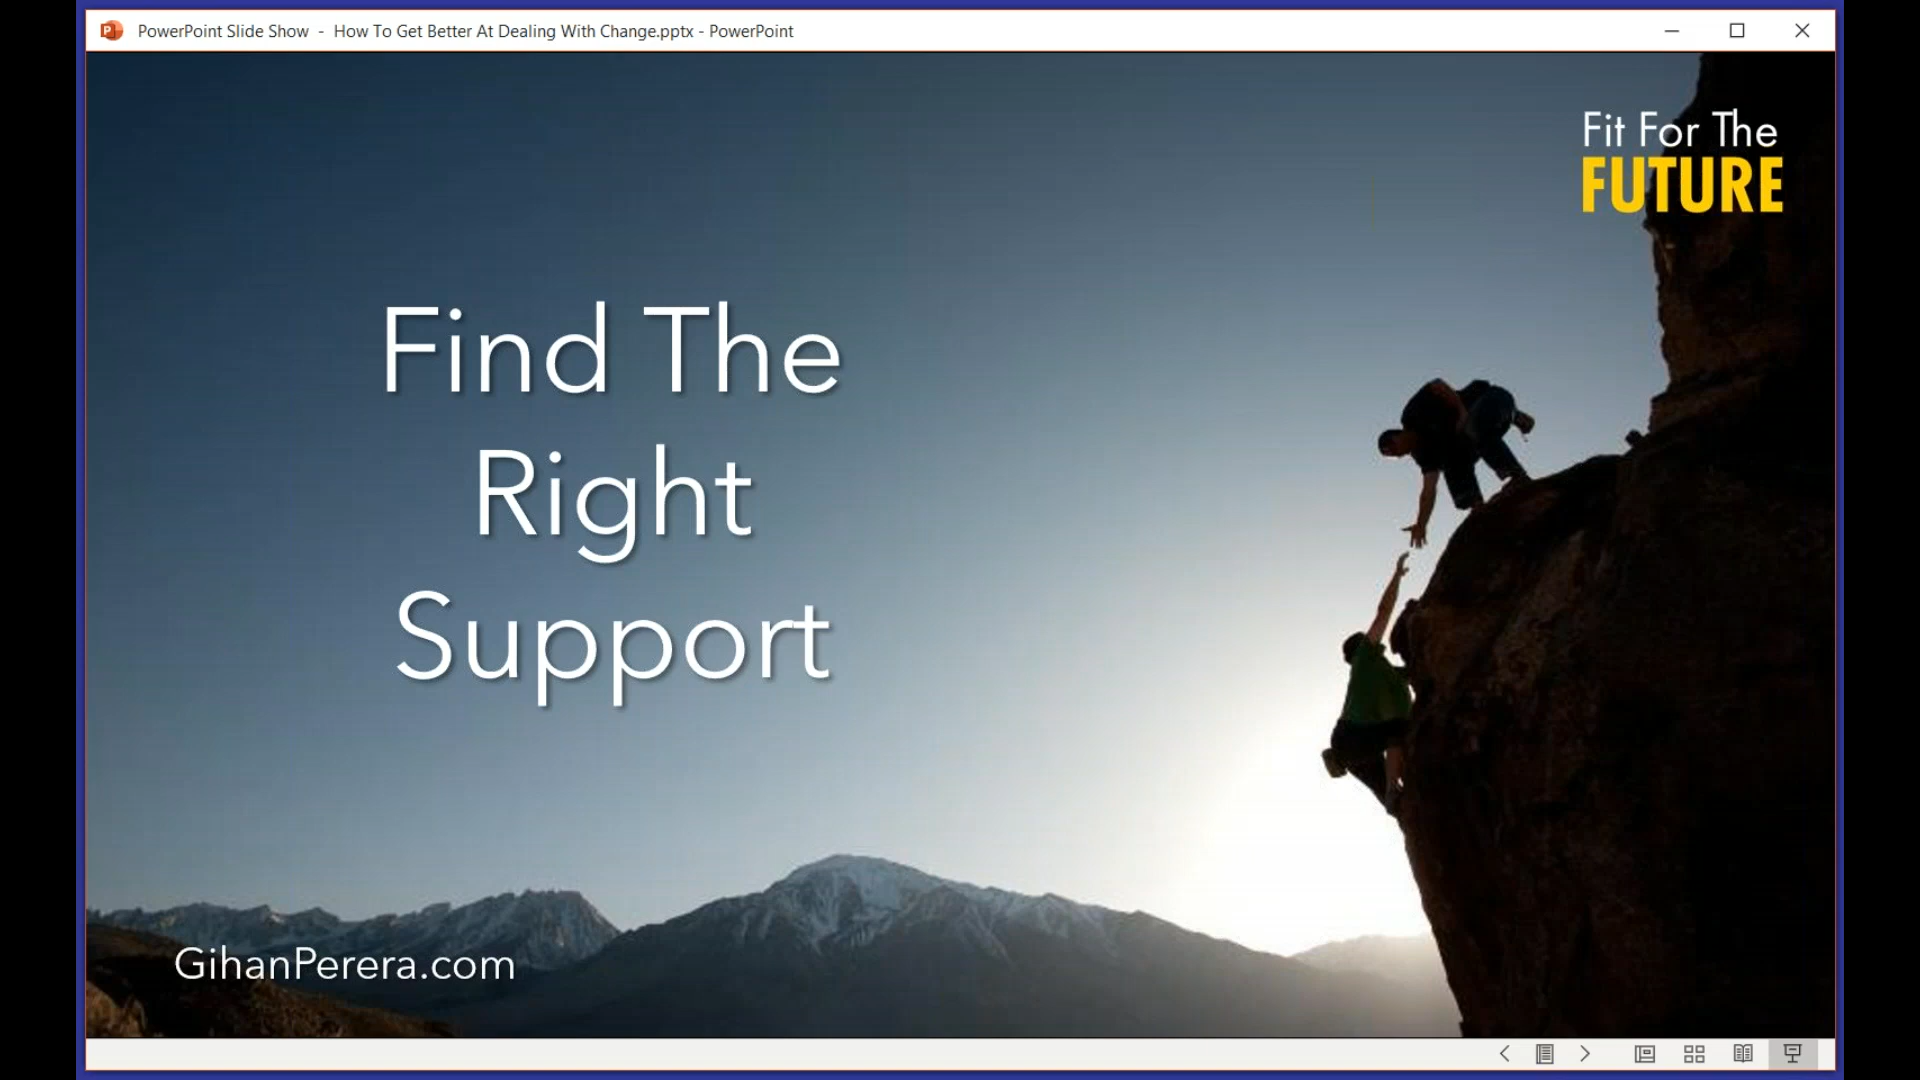 PowerPoint Slide Show - How To Get Better At Dealing With Change.pptx - PowerPoint
Fit For The
FUTURE
Find The
Right
Support
GihanPerera.com